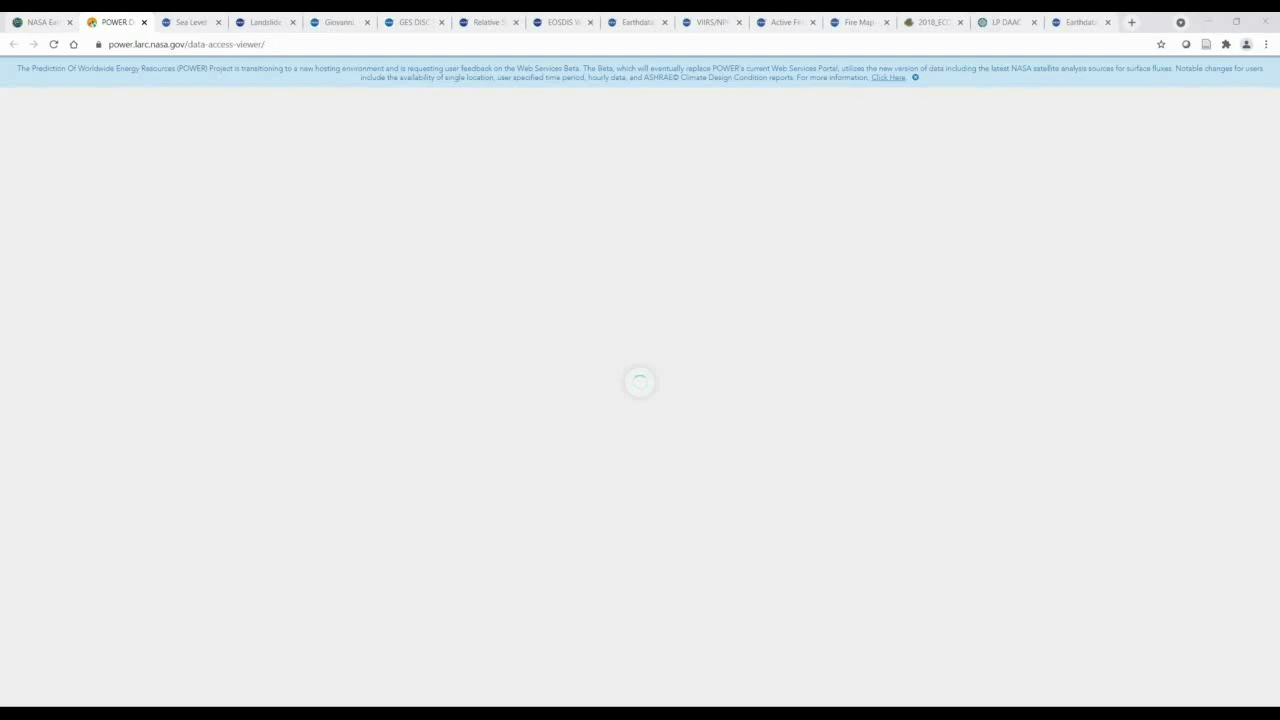 NASA Eart POWER D Sea Level Landslide Giovanni GES DISC Relative S EOSDIS W Earthdata VIIRS/NPP Active Fire Fire Map 2018_ECO LP DAAC Earthdata
power.larc.nasa.gov/data-access-viewer/
The Prediction Of Worldwide Energy Resources (POWER) Project is transitioning to a new hosting environment and is requesting user feedback on the Web Services Beta. The Beta, which will eventually replace POWER's current Web Services Portal, utilizes the new version of data including the latest NASA satellite analysis sources for surface fluxes. Notable changes for users
include the availability of single location, user specified time period, hourly data, and ASHRAE© Climate Design Condition reports. For more information, Click Here.